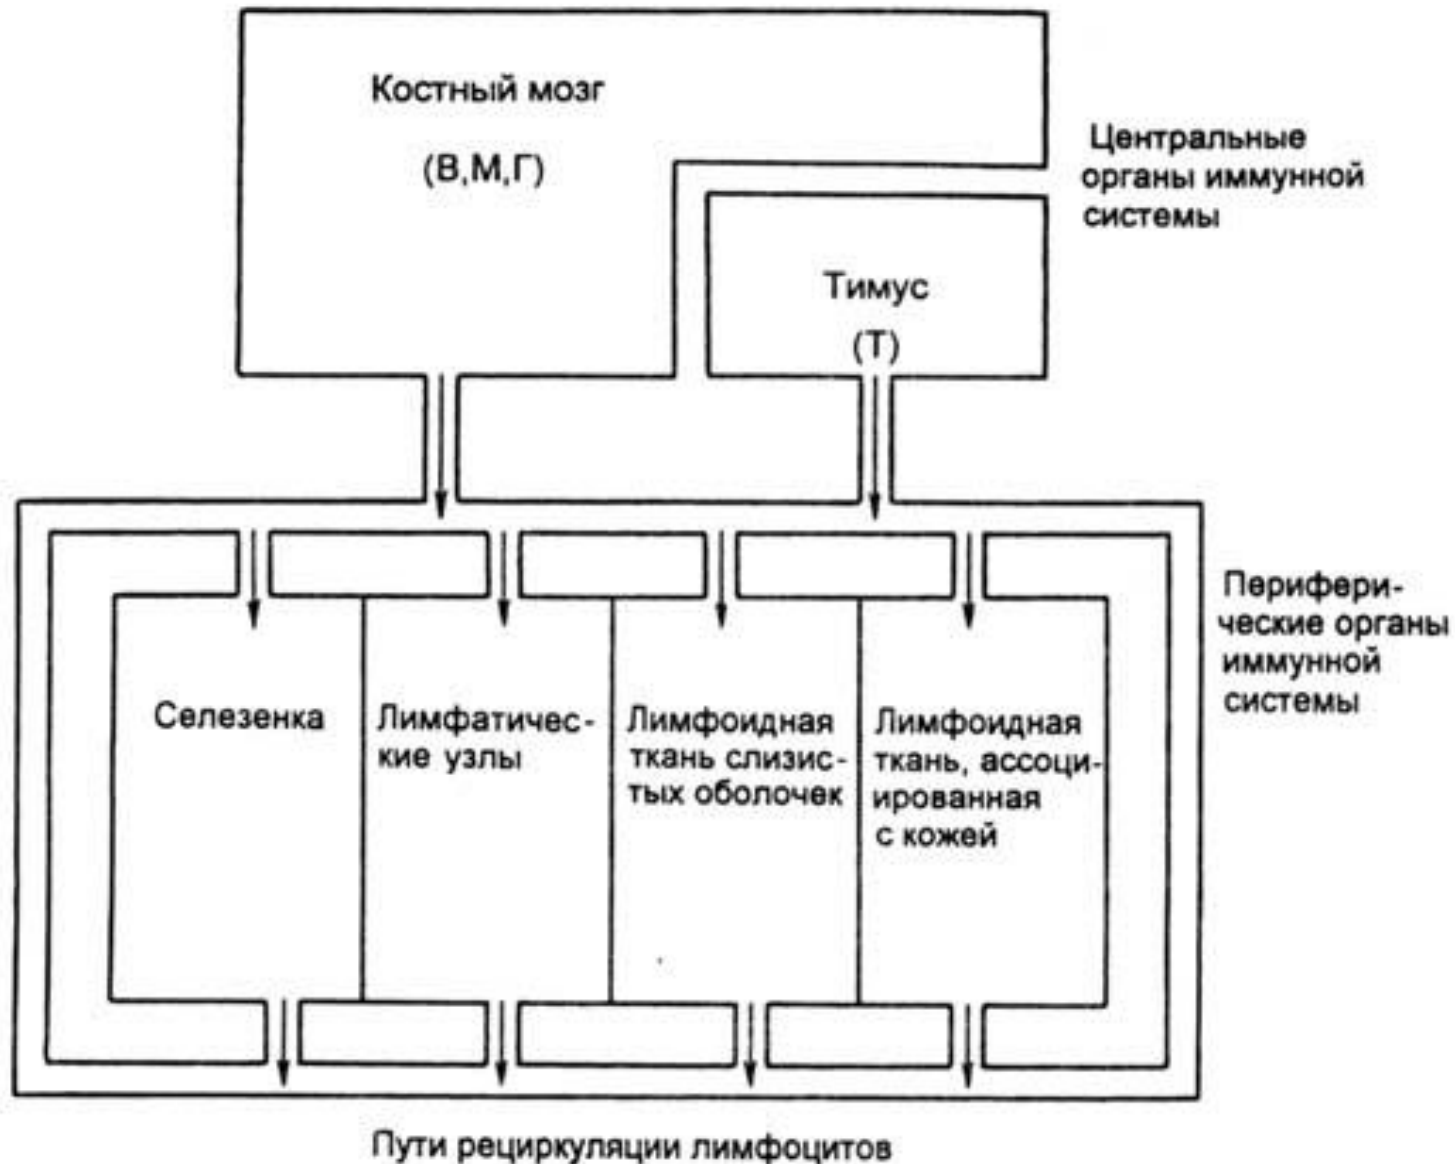 Костный мозг
(В,М,Г)
Центральные
органы иммунной
системы
Тимус
(Т)
Перифери-
ческие органы
иммунной
системы
Селезенка
Лимфатичес-
кие узлы
Лимфоидная
ткань слизис-
тых оболочек
Лимфоидная
ткань, ассоци-
ированная
с кожей
Пути рециркуляции лимфоцитов